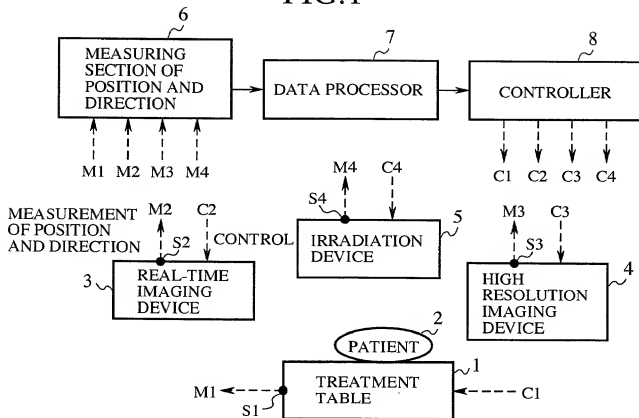 FIG.1
6
7
8
MEASURING
SECTION OF
POSITION AND
DIRECTION
DATA PROCESSOR
CONTROLLER
M1 M2 M3 M4
C1 C2 C3 C4
MEASUREMENT
OF POSITION
AND DIRECTION
M2 C2
S2
CONTROL
3
REAL-TIME
IMAGING
DEVICE
M4 C4
S4
5
IRRADIATION
DEVICE
M3 C3
S3
4
HIGH
RESOLUTION
IMAGING
DEVICE
2
PATIENT
1
M1
S1
TREATMENT
TABLE
C1